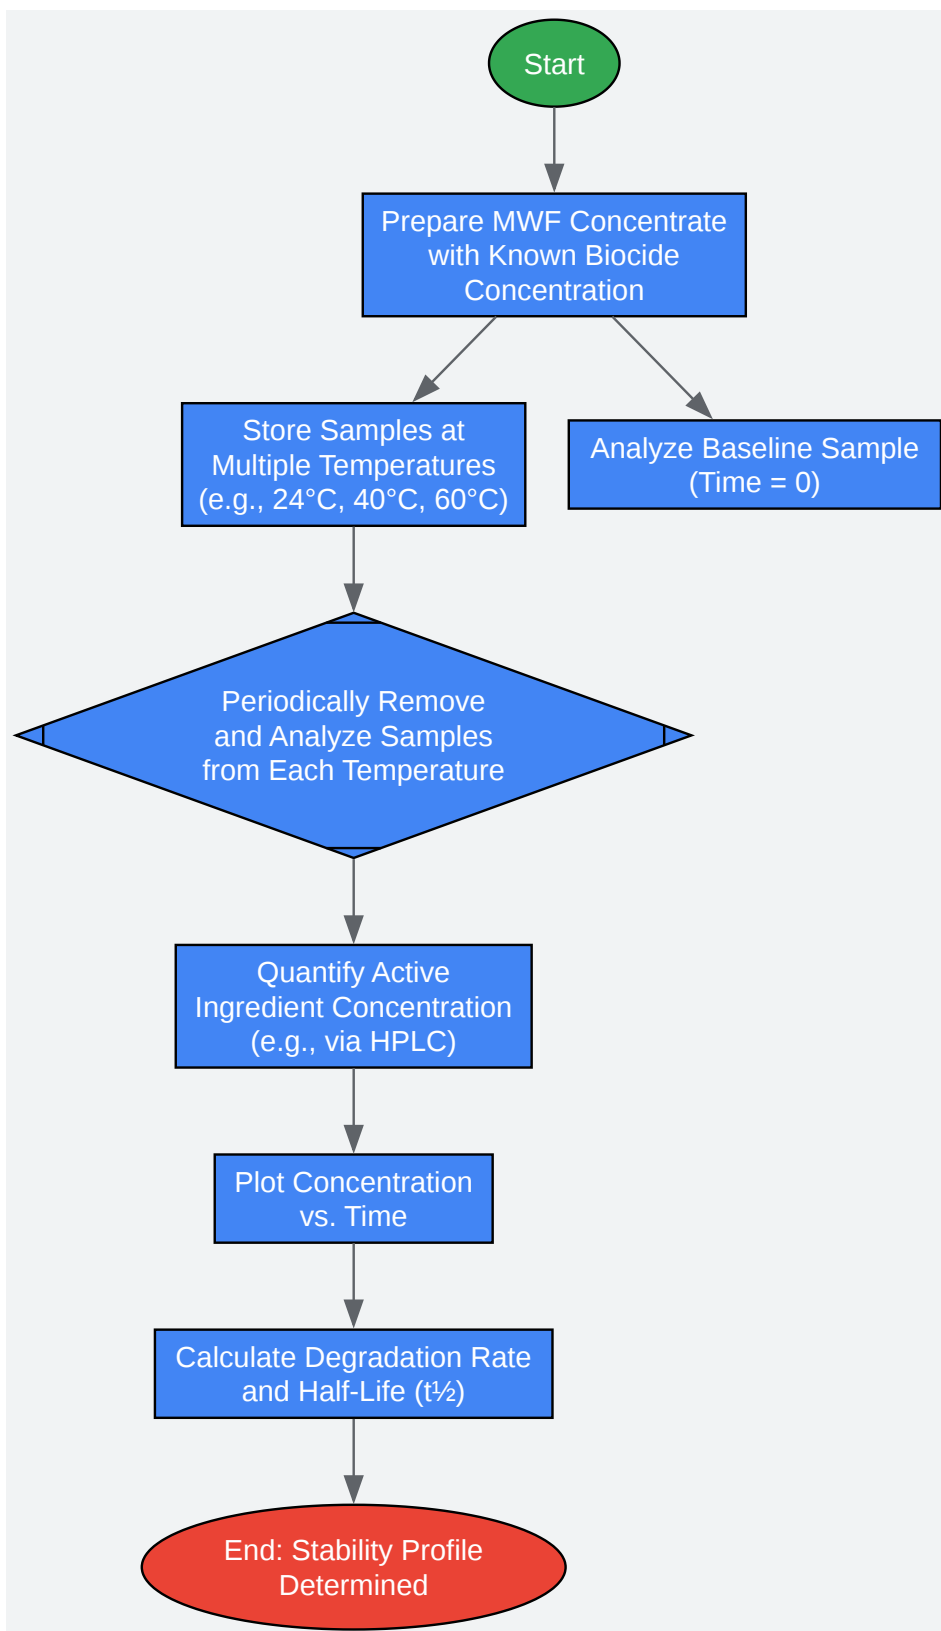 Start
Prepare MWF Concentrate
with Known Biocide
Concentration
Store Samples at
Multiple Temperatures
(e.g., 24°C, 40°C, 60°C)
Analyze Baseline Sample
(Time = 0)
Periodically Remove
and Analyze Samples
from Each Temperature
Quantify Active
Ingredient Concentration
(e.g., via HPLC)
Plot Concentration
vs. Time
Calculate Degradation Rate
and Half-Life (t½)
End: Stability Profile
Determined